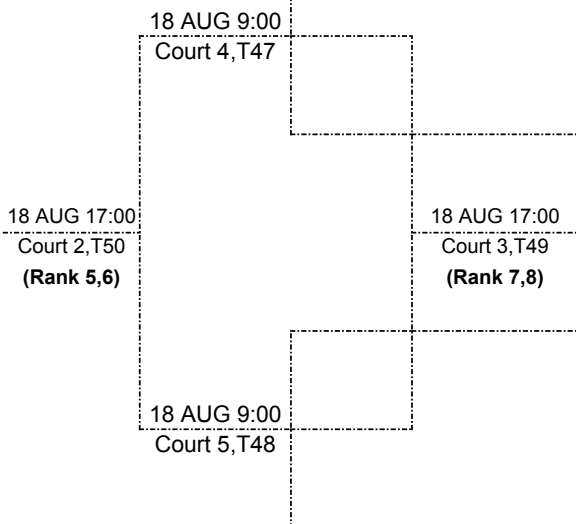 18 AUG 9:00
Court 4,T47
18 AUG 17:00
Court 2,T50
(Rank 5,6)
18 AUG 17:00
Court 3,T49
(Rank 7,8)
18 AUG 9:00
Court 5,T48